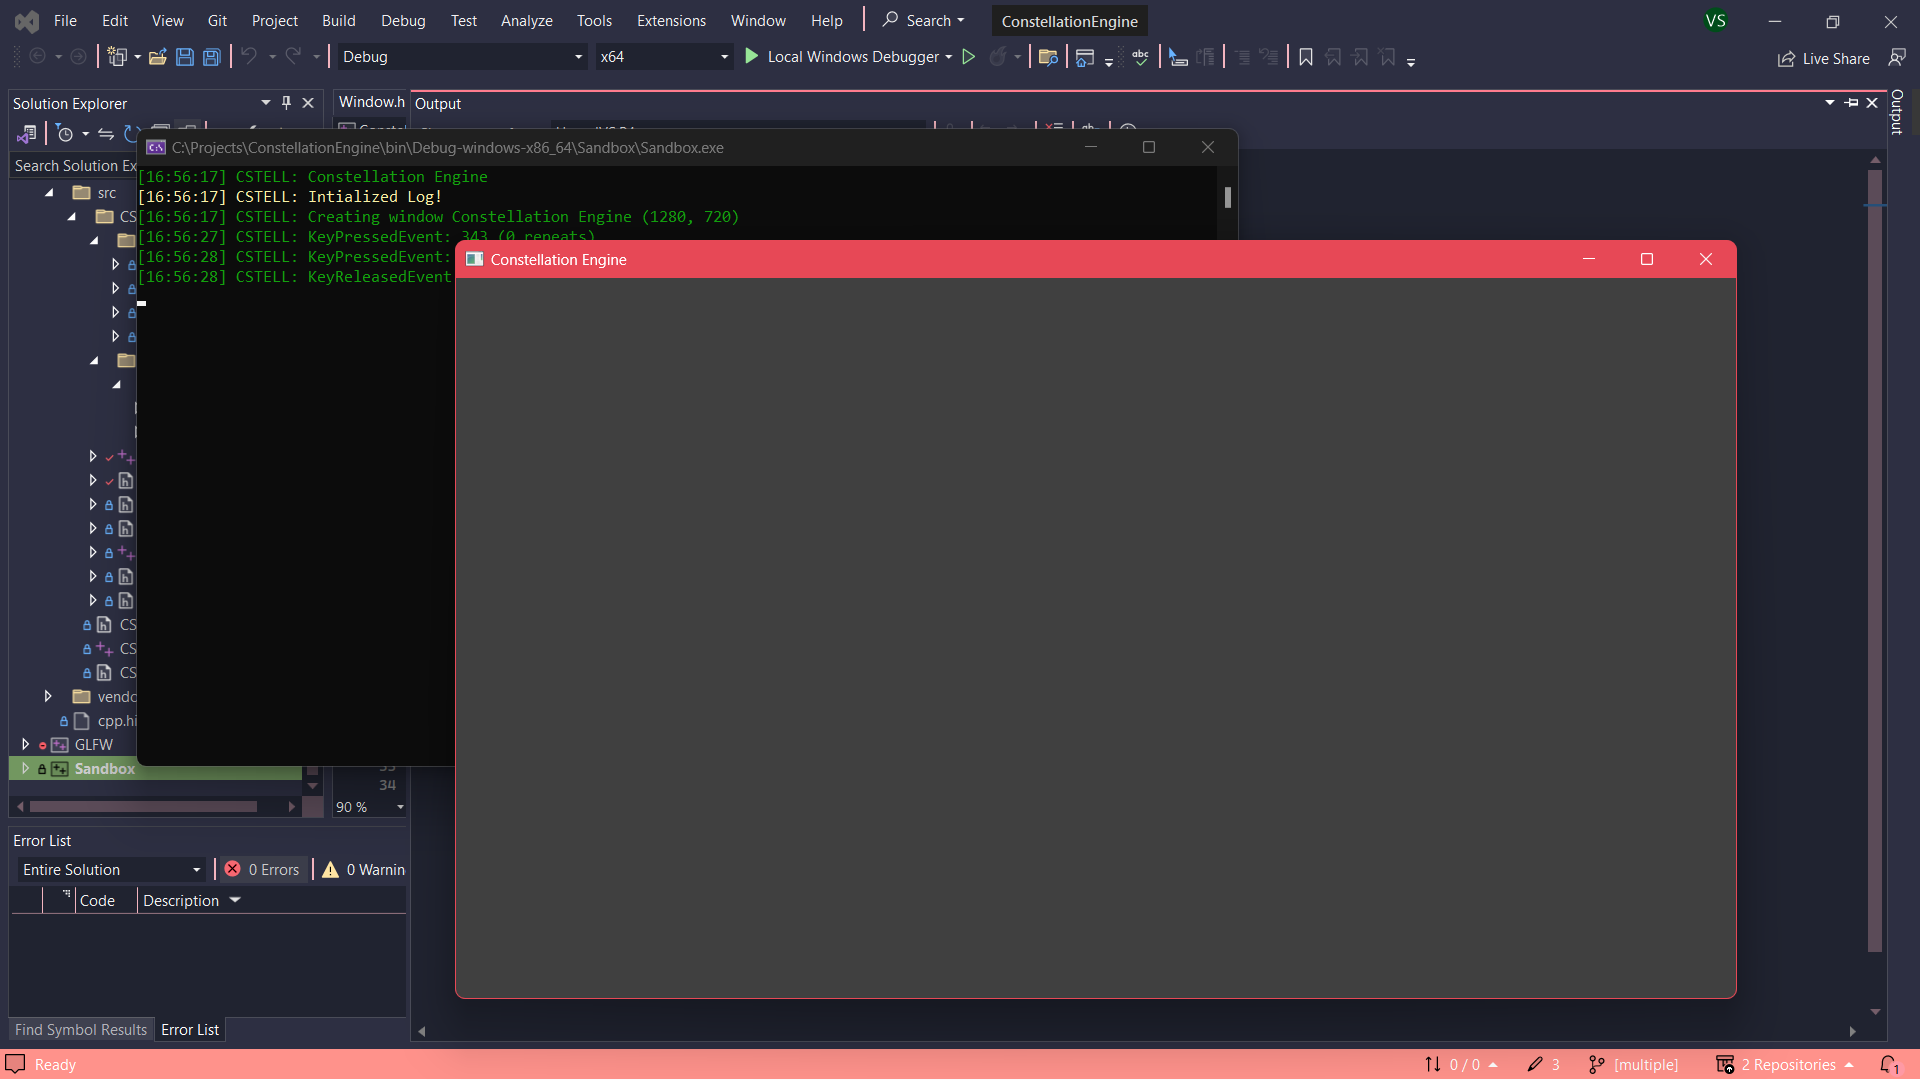 File Edit View Git Project Build Debug Test Analyze Tools Extensions Window Help Search ConstellationEngine VS
Debug x64 Local Windows Debugger abc Live Share
Solution Explorer
Window.h
Output
Output
Search Solution Ex
C:\Projects\ConstellationEngine\bin\Debug-windows-x86_64\Sandbox\Sandbox.exe
[16:56:17] CSTELL: Constellation Engine
[16:56:17] CSTELL: Intialized Log!
[16:56:17] CSTELL: Creating window Constellation Engine (1280, 720)
[16:56:27] CSTELL: KeyPressedEvent: 343 (0 repeats)
[16:56:28] CSTELL: KeyPressedEvent:
[16:56:28] CSTELL: KeyReleasedEvent
Constellation Engine
src
CS
CS
CS
CS
vendo
cpp.hi
GLFW
Sandbox
34
90 %
Error List
Entire Solution 0 Errors 0 Warnin
Code Description
Find Symbol Results Error List
Ready 0 / 0 3 [multiple] 2 Repositories 1